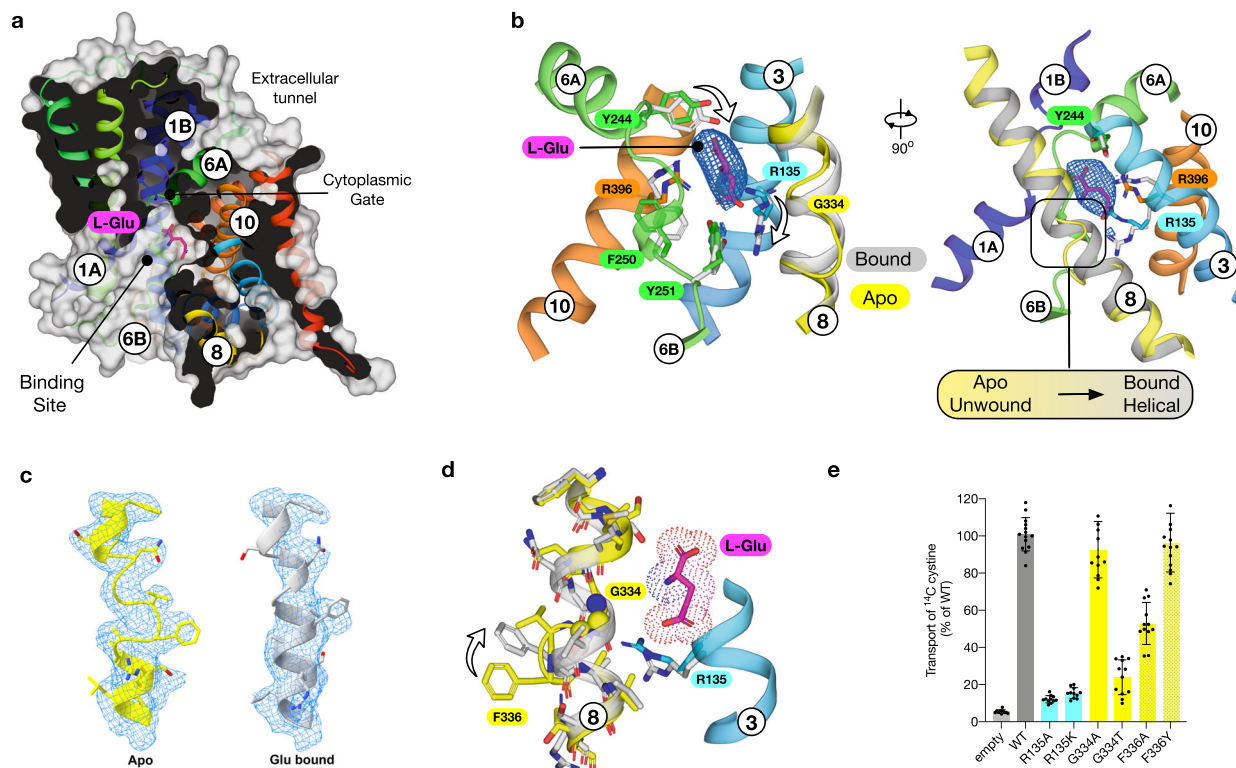 a
Extracellular
tunnel
1B
6A
Cytoplasmic
Gate
L-Glu
10
1A
6B
8
Binding
Site
b
6A
3
Y244
L-Glu
R135
R396
G334
F250
Bound
Y251
Apo
10
8
6B
90°
1B
6A
Y244
10
R396
R135
1A
3
6B
8
Apo
Unwound
Bound
Helical
c
Apo
Glu bound
d
L-Glu
G334
R135
F336
8
3
e
Transport of ¹⁴C cystine
(% of WT)
120
100
80
60
40
20
0
empty
WT
R135A
R135K
G334A
G334T
F336A
F336Y